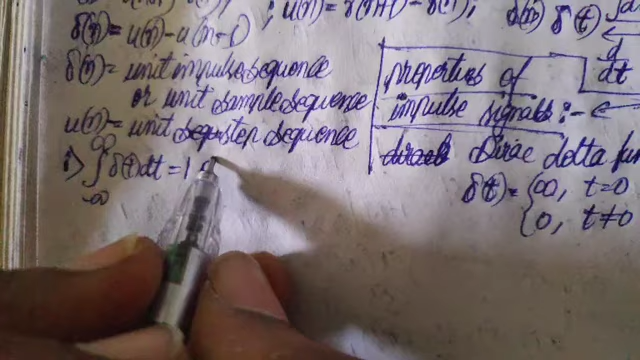 δ(n) = u(n) - u(n-1)
δ(n) = unit impulse sequence
or unit sample sequence
u(n) = unit step sequence
1> ∫_{-∞}^{∞} δ(t)dt = 1
δ(t)
d
dt
properties of
impulse signals :-
Dirac delta fun
δ(t) = {∞, t=0
{0, t≠0